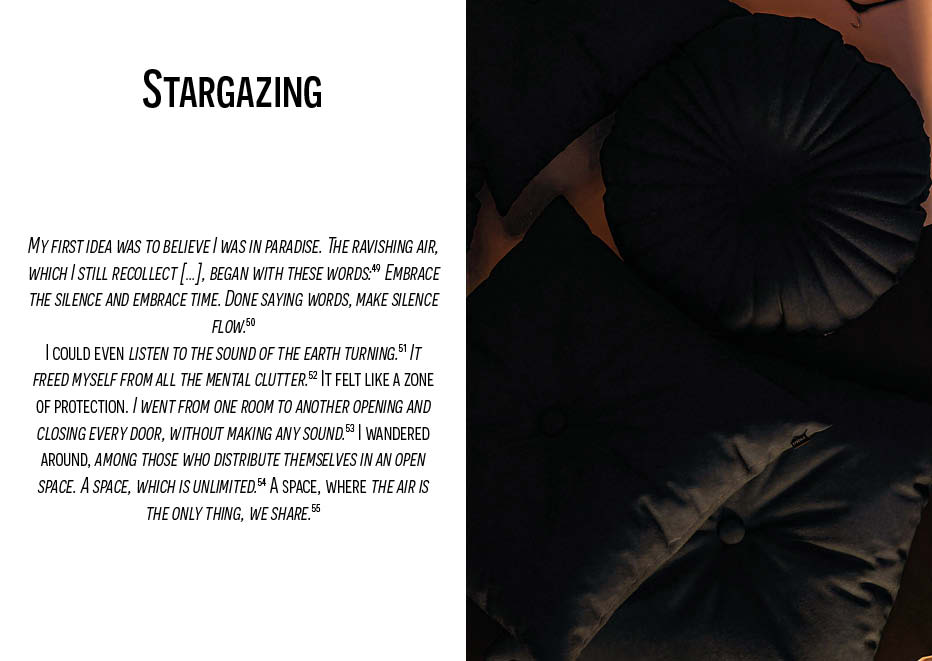 Stargazing
My first idea was to believe I was in paradise. The ravishing air,
which I still recollect [...], began with these words:⁴⁹ Embrace
the silence and embrace time. Done saying words, make silence
flow.⁵⁰
I could even listen to the sound of the earth turning.⁵¹ It
freed myself from all the mental clutter.⁵² It felt like a zone
of protection. I went from one room to another opening and
closing every door, without making any sound.⁵³ I wandered
around, among those who distribute themselves in an open
space. A space, which is unlimited.⁵⁴ A space, where the air is
the only thing, we share.⁵⁵